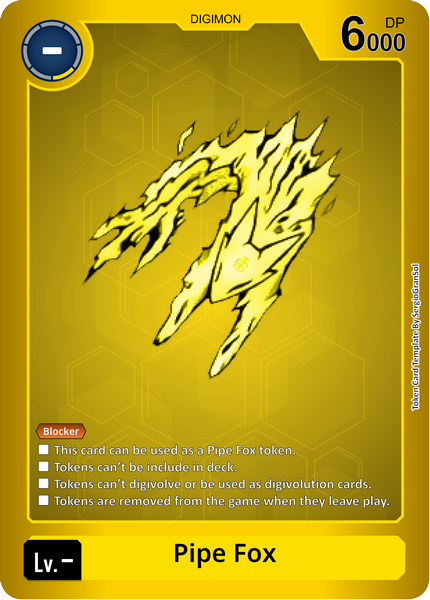 DIGIMON
-
DP
6000
Token Card Template By SergioGranSol
Blocker
This card can be used as a Pipe Fox token.
Tokens can't be include in deck.
Tokens can't digivolve or be used as digivolution cards.
Tokens are removed from the game when they leave play.
Lv.-
Pipe Fox